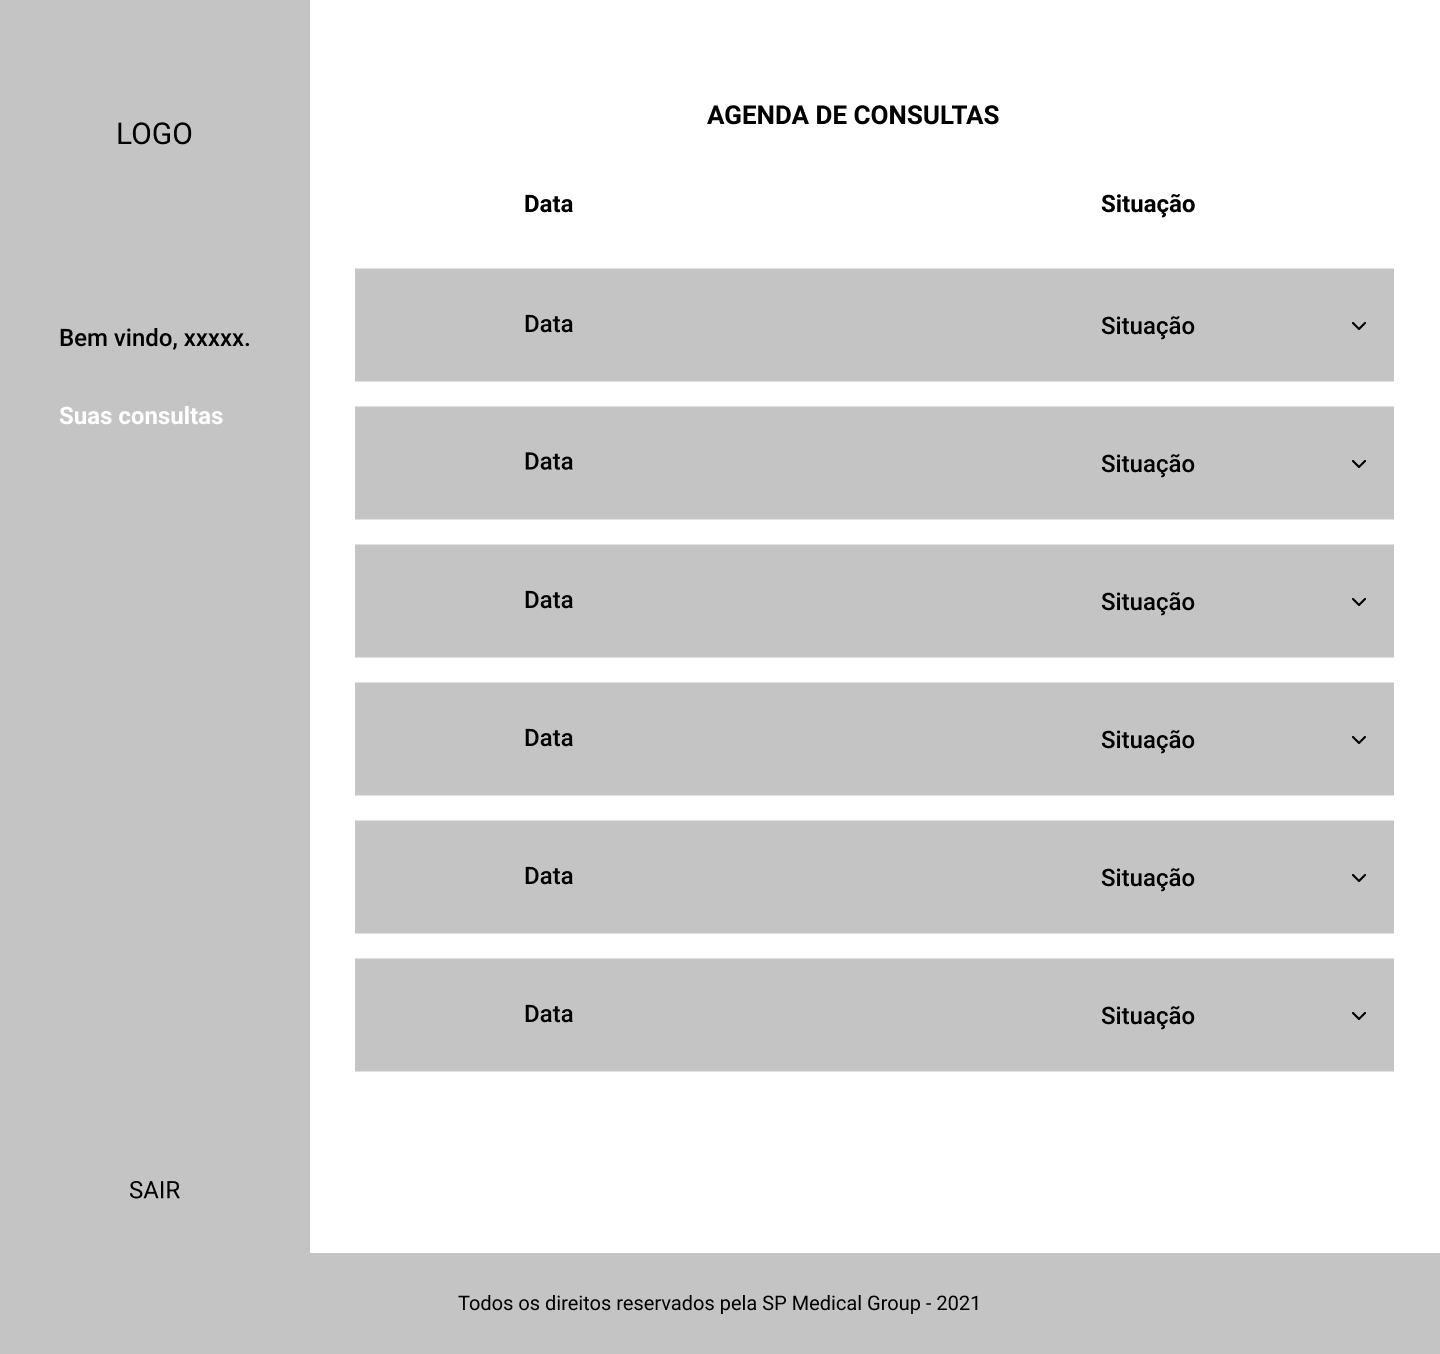 LOGO
Bem vindo, xxxxx.
Suas consultas
SAIR
AGENDA DE CONSULTAS
Data Situação
Data Situação
Data Situação
Data Situação
Data Situação
Data Situação
Data Situação
Todos os direitos reservados pela SP Medical Group - 2021